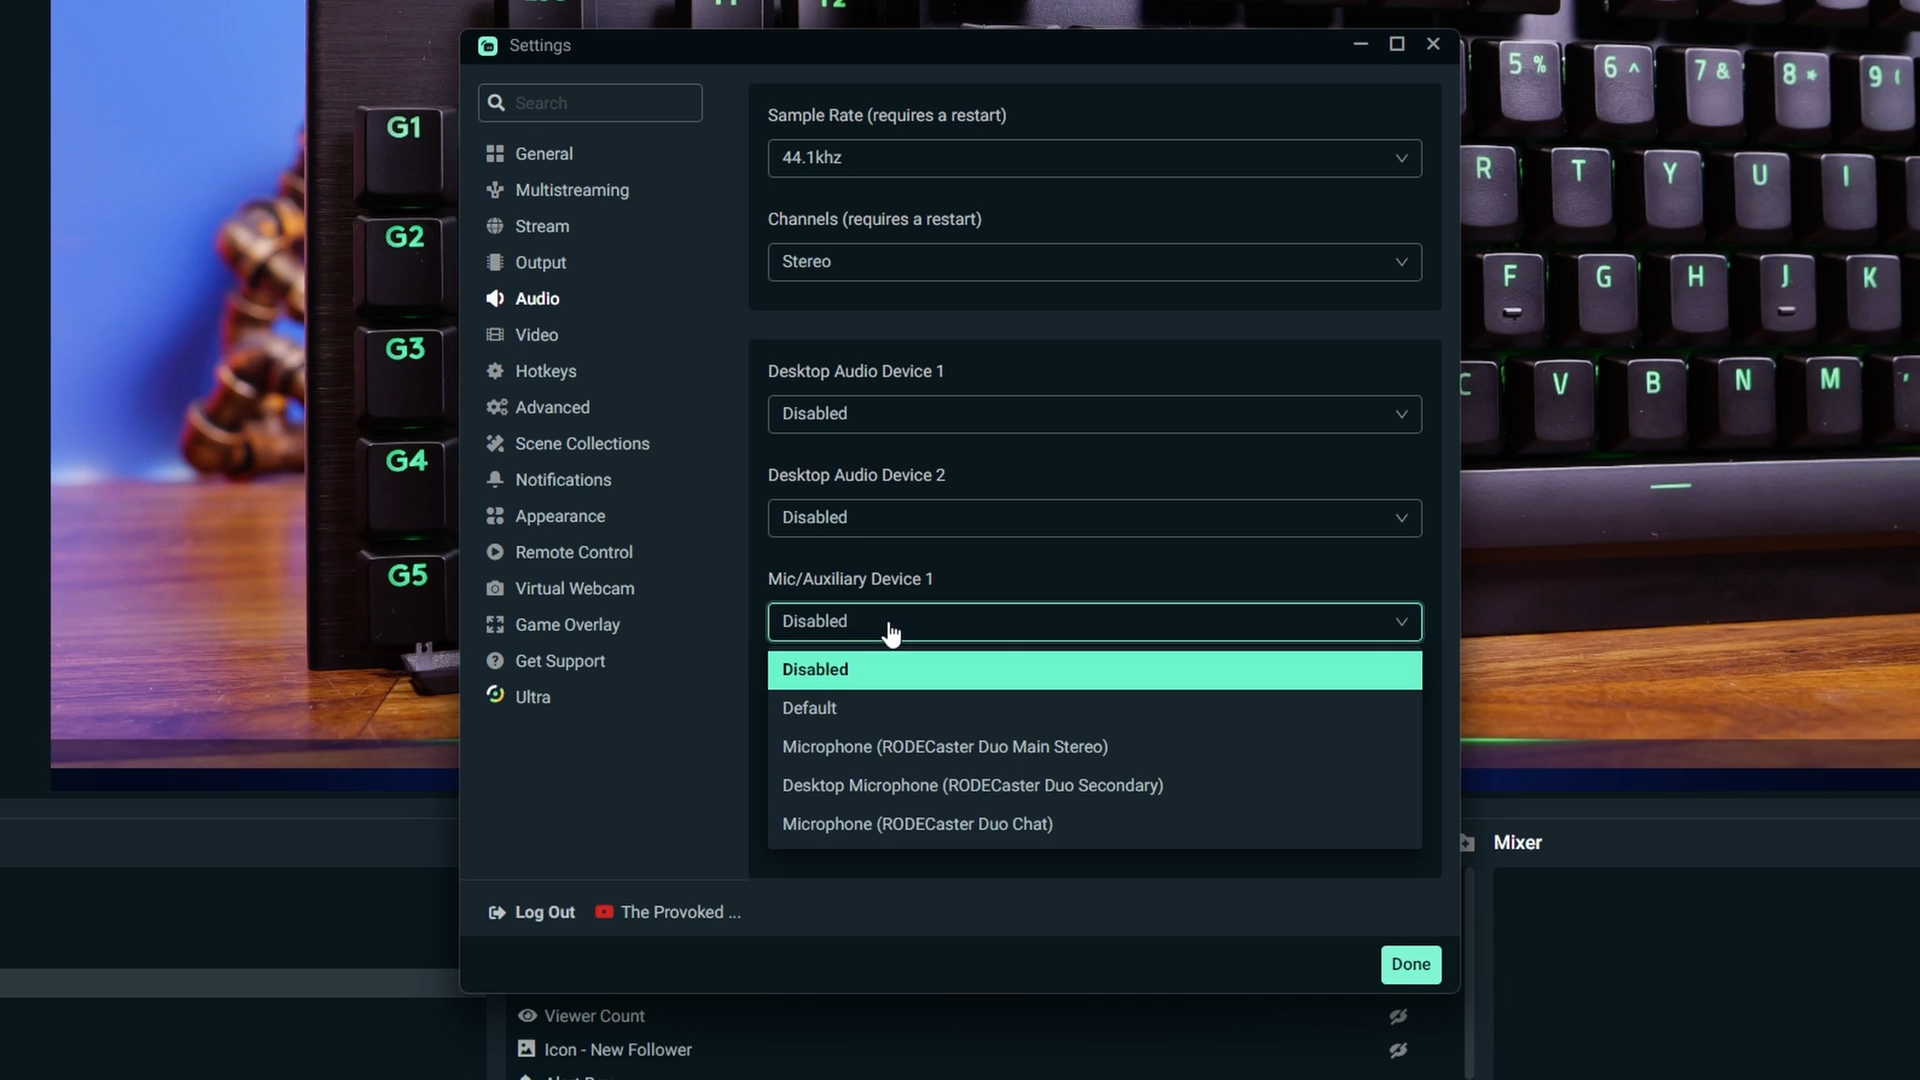 Settings
Search
General
Multistreaming
Stream
Output
Audio
Video
Hotkeys
Advanced
Scene Collections
Notifications
Appearance
Remote Control
Virtual Webcam
Game Overlay
Get Support
Ultra
Sample Rate (requires a restart)
44.1khz
Channels (requires a restart)
Stereo
Desktop Audio Device 1
Disabled
Desktop Audio Device 2
Disabled
Mic/Auxiliary Device 1
Disabled
Disabled
Default
Microphone (RODECaster Duo Main Stereo)
Desktop Microphone (RODECaster Duo Secondary)
Microphone (RODECaster Duo Chat)
Log Out
The Provoked ...
Done
Mixer
Viewer Count
Icon - New Follower
G1
G2
G3
G4
G5
5 % 6 ^ 7 & 8 * 9 (
R T Y U I
F G H J K
C V B N M